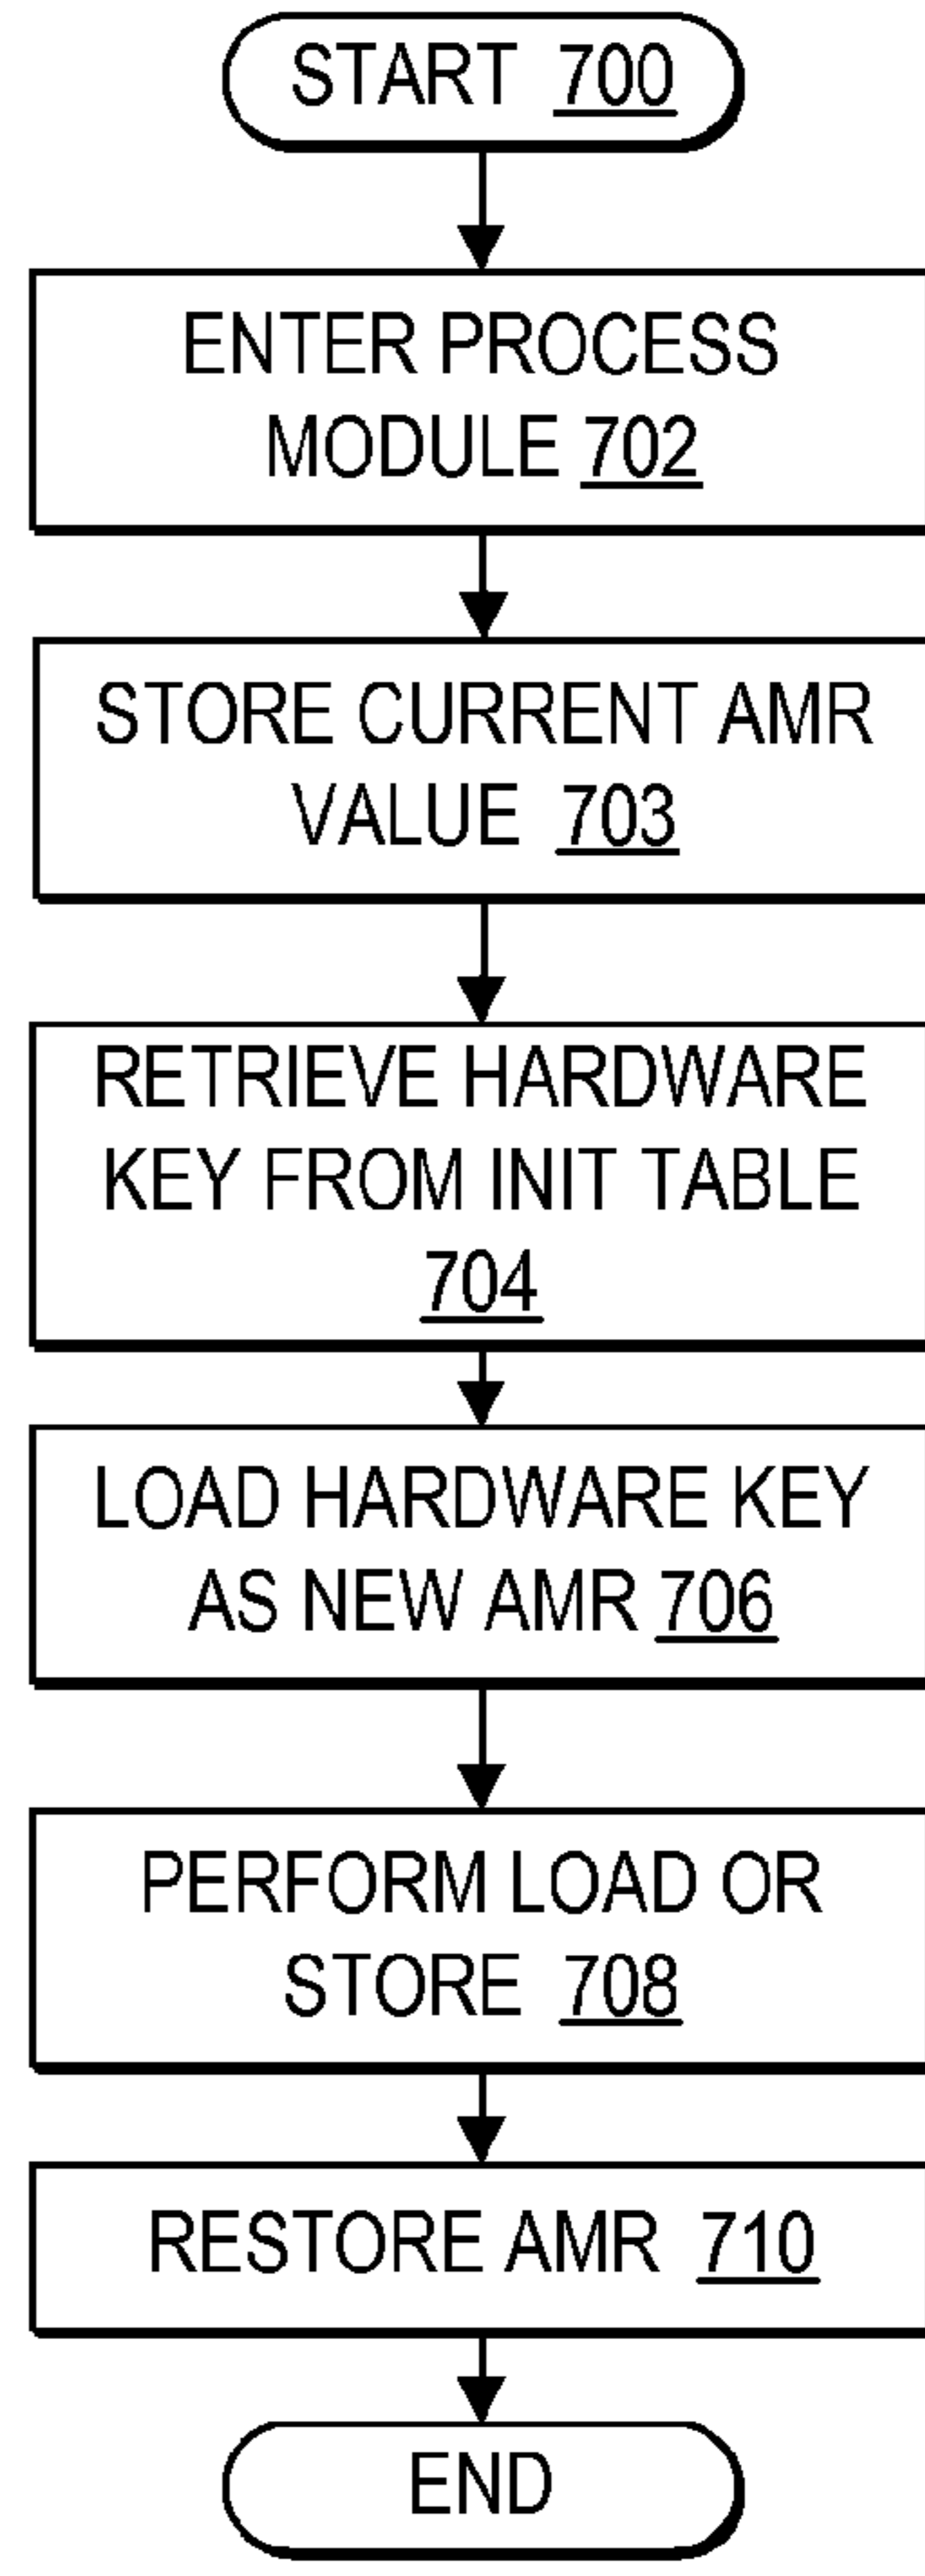 START 700
ENTER PROCESS
MODULE 702
STORE CURRENT AMR
VALUE 703
RETRIEVE HARDWARE
KEY FROM INIT TABLE
704
LOAD HARDWARE KEY
AS NEW AMR 706
PERFORM LOAD OR
STORE 708
RESTORE AMR 710
END